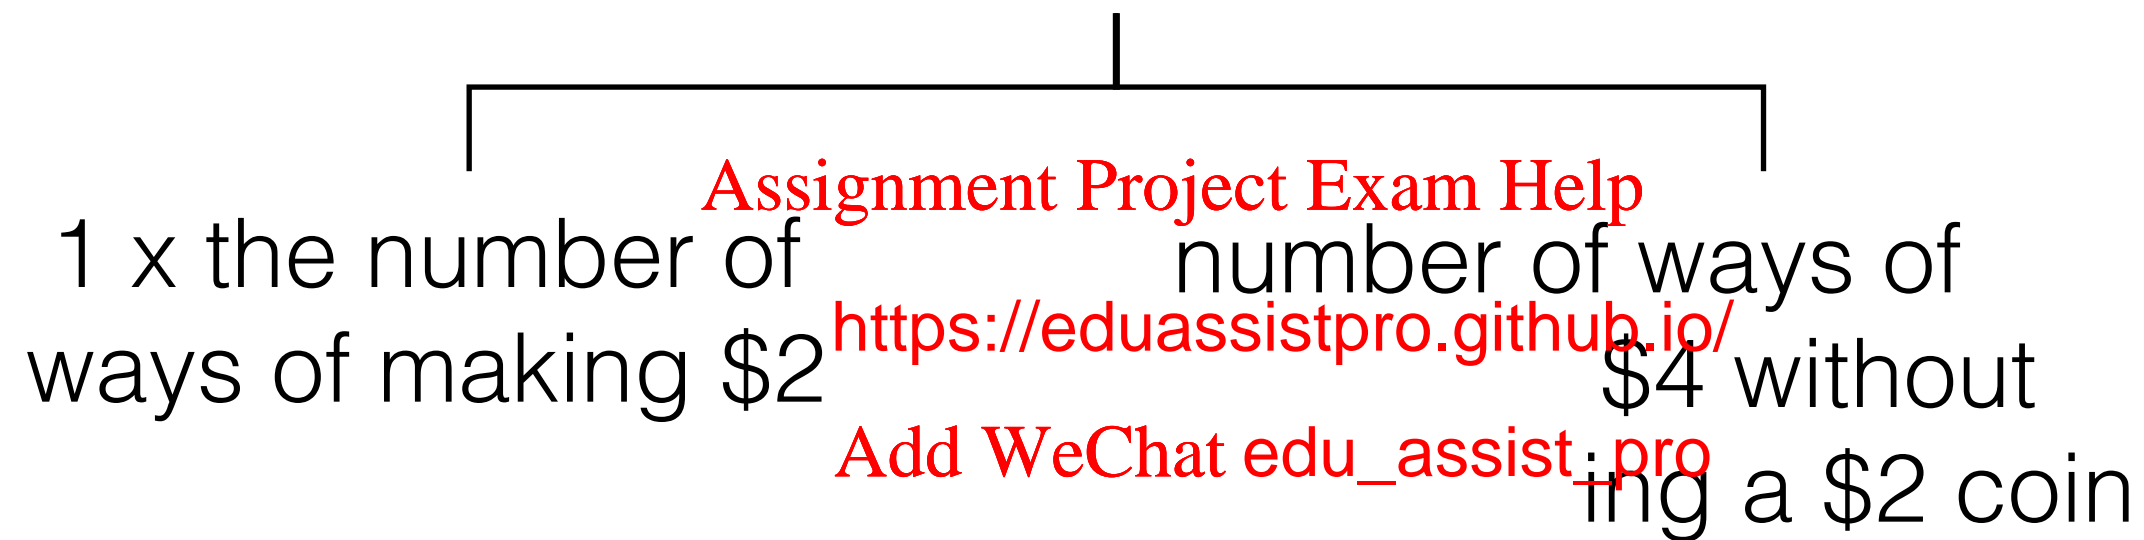 Assignment Project Exam Help
1 x the number of
ways of making $2
number of ways of
https://eduassistpro.github.io/
$4 without
Add WeChat edu_assist_pro
ing a $2 coin